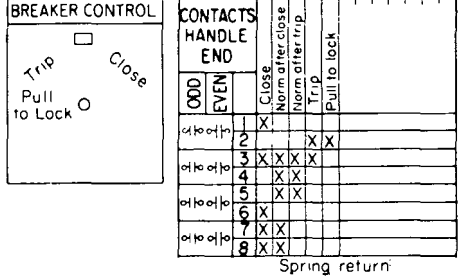 BREAKER CONTROL
Trip
Close
Pull
to Lock
CONTACTS
HANDLE
END
ODD
EVEN
Close
Norm after close
Norm after trip
Trip
Pull to lock
1 X
2 X X
3 X X X X
4 X X
5 X X
6 X
7 X X
8 X X
Spring return